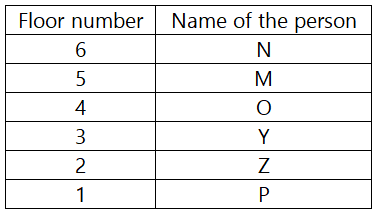 Floor number Name of the person
6 N
5 M
4 O
3 Y
2 Z
1 P